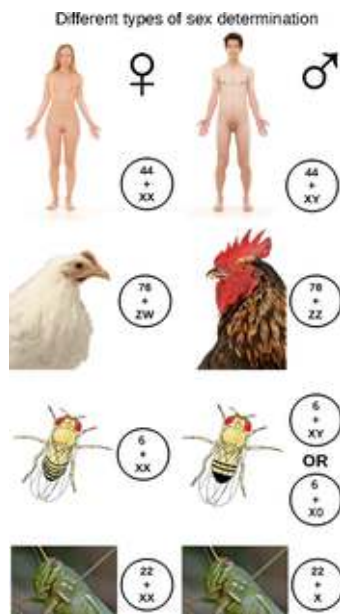 Different types of sex determination
♀
♂
44
+
XX
44
+
XY
76
+
ZW
76
+
ZZ
6
+
XX
6
+
XY
OR
6
+
X0
22
+
XX
22
+
X